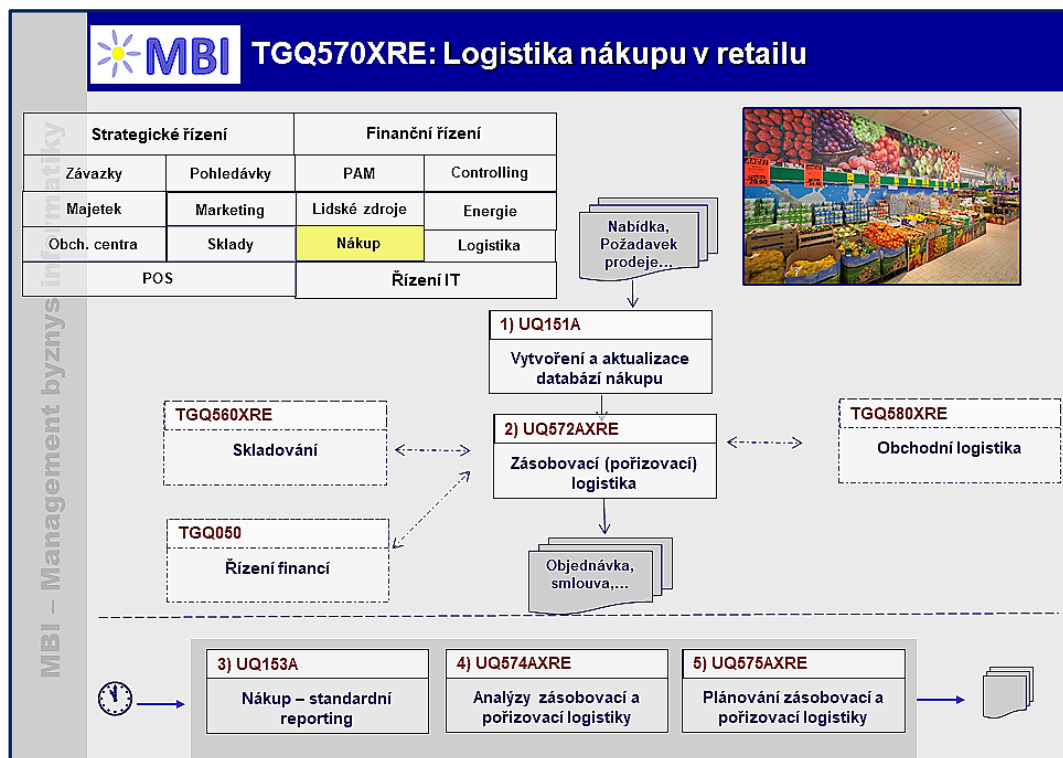 MBI
TGQ570XRE: Logistika nákupu v retailu
MBI – Management byznys informatiky
Strategické řízení
Finanční řízení
Závazky
Pohledávky
PAM
Controlling
Majetek
Marketing
Lidské zdroje
Energie
Obch. centra
Sklady
Nákup
Logistika
POS
Řízení IT
Nabídka,
Požadavek
prodeje…
1) UQ151A
Vytvoření a aktualizace
databází nákupu
TGQ560XRE
Skladování
2) UQ572AXRE
Zásobovací (pořizovací)
logistika
TGQ580XRE
Obchodní logistika
TGQ050
Řízení financí
Objednávka,
smlouva,…
3) UQ153A
Nákup – standardní
reporting
4) UQ574AXRE
Analýzy zásobovací a
pořizovací logistiky
5) UQ575AXRE
Plánování zásobovací a
pořizovací logistiky